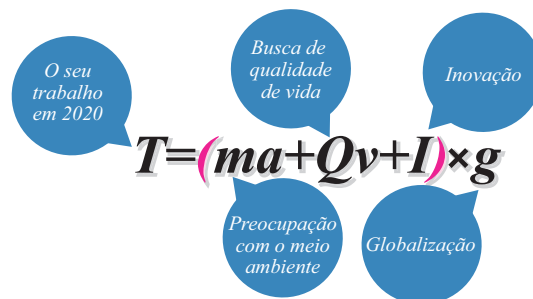 O seu
trabalho
em 2020
Busca de
qualidade
de vida
Inovação
T=(ma+Qv+I)×g
Preocupação
com o meio
ambiente
Globalização